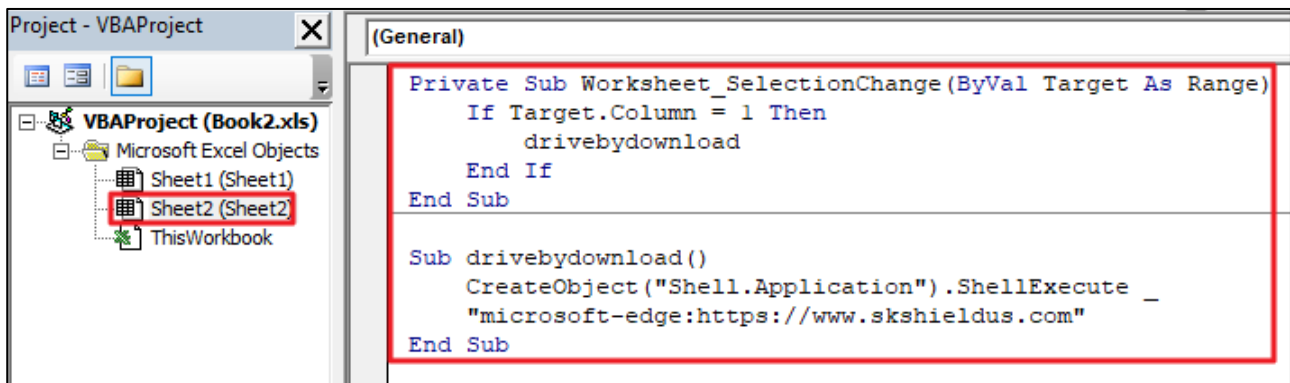 Project - VBAProject
X
VBAProject (Book2.xls)
Microsoft Excel Objects
Sheet1 (Sheet1)
Sheet2 (Sheet2)
ThisWorkbook
(General)
Private Sub Worksheet_SelectionChange(ByVal Target As Range)
If Target.Column = 1 Then
drivebydownload
End If
End Sub
Sub drivebydownload()
CreateObject("Shell.Application").ShellExecute _
"microsoft-edge:https://www.skshieldus.com"
End Sub